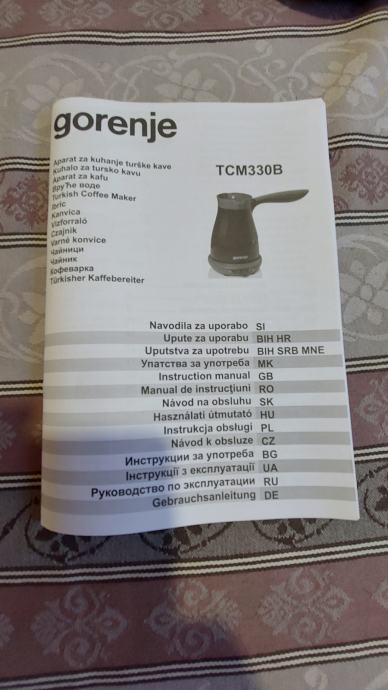 gorenje
Aparat za kuhanje turške kave
Kuhalo za tursko kavu
Aparat za kafu
Вруће воде
Turkish Coffee Maker
Ibric
Kanvica
Vízforraló
Czajnik
Varné konvice
Чайници
Чайник
Кофеварка
Türkisher Kaffebereiter
TCM330B
Navodila za uporabo SI
Upute za uporabu BIH HR
Uputstva za upotrebu BIH SRB MNE
Упатства за употреба MK
Instruction manual GB
Manual de instrucţiuni RO
Návod na obsluhu SK
Használati útmutató HU
Instrukcja obsługi PL
Návod k obsluze CZ
Инструкции за употреба BG
Інструкції з експлуатації UA
Руководство по эксплуатации RU
Gebrauchsanleitung DE